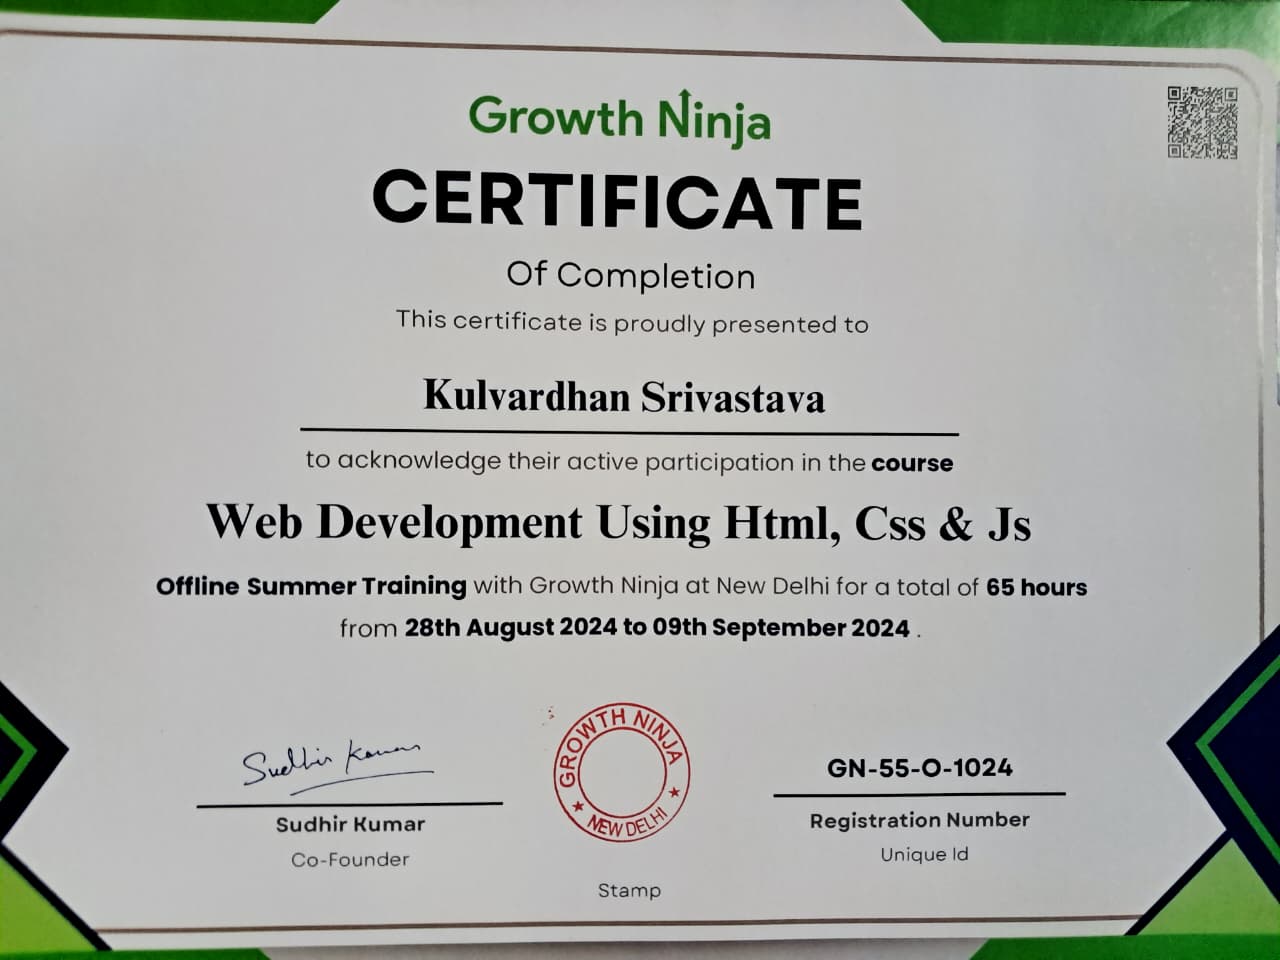 Growth Ninja
CERTIFICATE
Of Completion
This certificate is proudly presented to
Kulvardhan Srivastava
to acknowledge their active participation in the course
Web Development Using Html, Css & Js
Offline Summer Training with Growth Ninja at New Delhi for a total of 65 hours
from 28th August 2024 to 09th September 2024 .
Sudhir Kumar
Sudhir Kumar
Co-Founder
GROWTH NINJA
★ NEW DELHI ★
Stamp
GN-55-O-1024
Registration Number
Unique Id